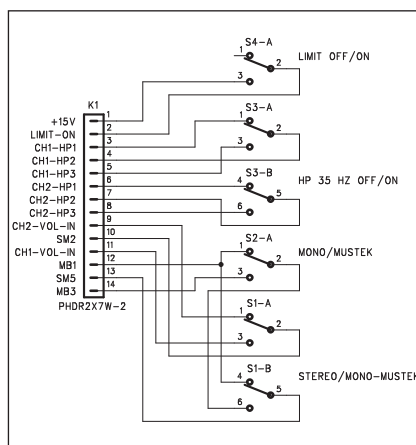 K1
+15V 1
LIMIT-ON 2
CH1-HP1 3
CH1-HP2 4
CH1-HP3 5
CH2-HP1 6
CH2-HP2 7
CH2-HP3 8
CH2-VOL-IN 9
SM2 10
CH1-VOL-IN 11
MB1 12
SM5 13
MB3 14
PHDR2X7W-2
S4-A
1
2
3
LIMIT OFF/ON
S3-A
1
2
3
S3-B
4
5
6
HP 35 HZ OFF/ON
S2-A
1
2
3
MONO/MUSTEK
S1-A
1
2
3
S1-B
4
5
6
STEREO/MONO-MUSTEK